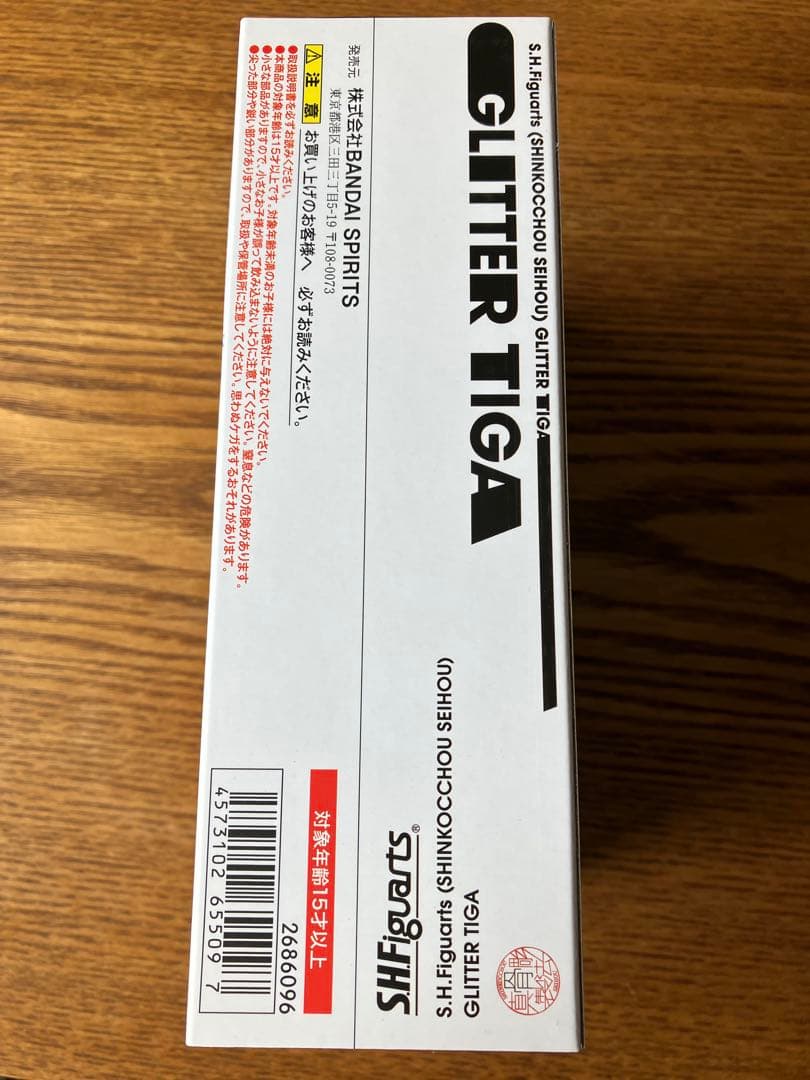 S.H.Figuarts (SHINKOCCHOU SEIHOU) GLITTER TIGA
GLITTER TIGA
発売元 株式会社BANDAI SPIRITS
東京都港区三田三丁目5-19 〒108-0073
注意 お買い上げのお客様へ 必ずお読みください。
●取扱説明書を必ずお読みください。
●本商品の対象年齢は15才以上です。対象年齢未満のお子様には絶対に与えないでください。
●小さな部品がありますので、小さなお子様が誤って飲み込まないように注意してください。窒息などの危険があります。
●尖った部分や鋭い部分がありますので、取扱や保管場所に注意してください。思わぬケガをするおそれがあります。
S.H.Figuarts®
S.H.Figuarts (SHINKOCCHOU SEIHOU)
GLITTER TIGA
真骨彫製法
対象年齢15才以上
2686096
4573102 655097